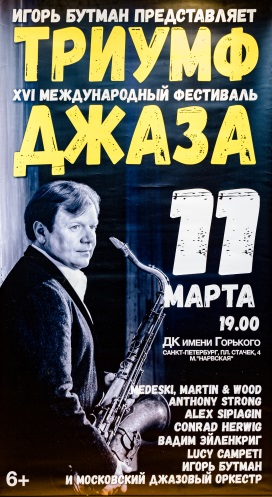 ИГОРЬ БУТМАН ПРЕДСТАВЛЯЕТ
ТРИУМФ
XVI МЕЖДУНАРОДНЫЙ ФЕСТИВАЛЬ
ДЖАЗА
11
МАРТА
19.00
ДК ИМЕНИ ГОРЬКОГО
САНКТ-ПЕТЕРБУРГ, ПЛ. СТАЧЕК, 4
М."НАРВСКАЯ"
MEDESKI, MARTIN & WOOD
ANTHONY STRONG
ALEX SIPIAGIN
CONRAD HERWIG
ВАДИМ ЭЙЛЕНКРИГ
LUCY CAMPETI
ИГОРЬ БУТМАН
И МОСКОВСКИЙ ДЖАЗОВЫЙ ОРКЕСТР
6+